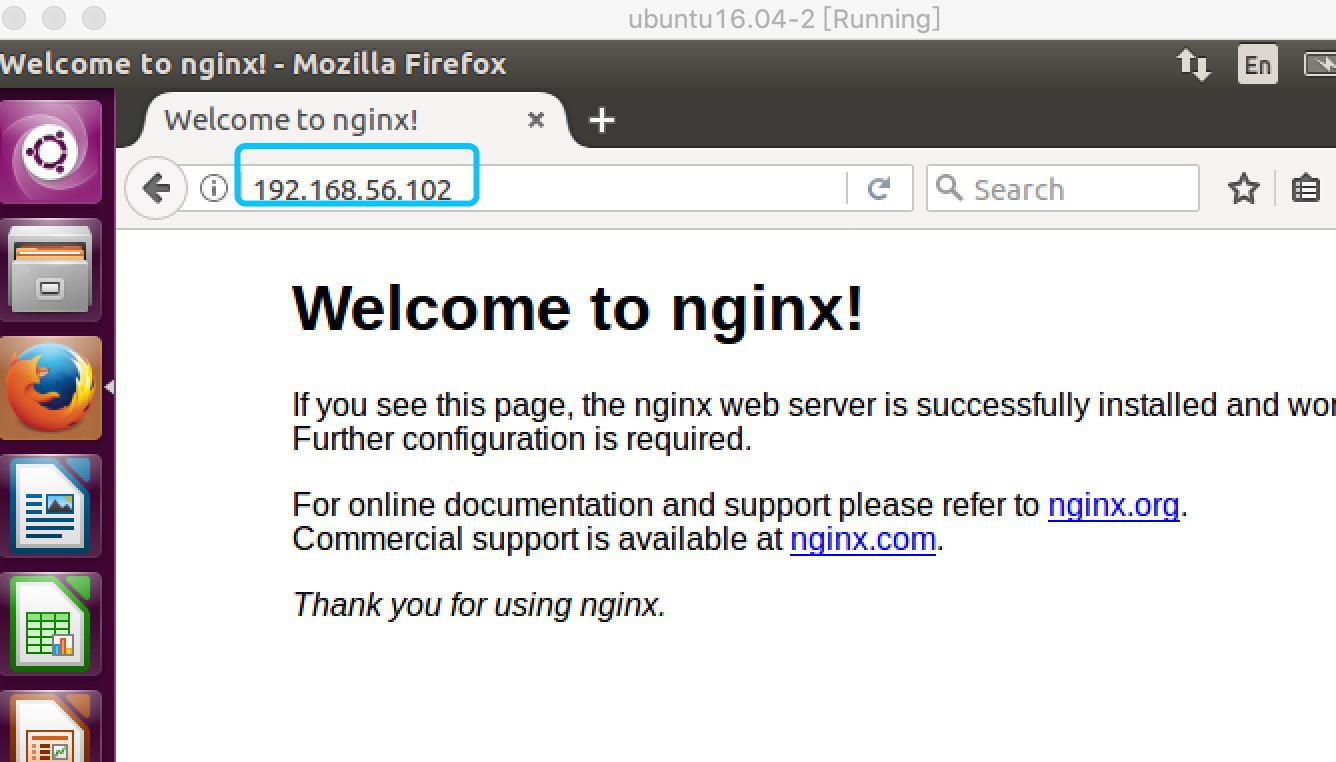 ubuntu16.04-2 [Running]
Welcome to nginx! - Mozilla Firefox
En
Welcome to nginx!
192.168.56.102
Search
Welcome to nginx!
If you see this page, the nginx web server is successfully installed and
Further configuration is required.
For online documentation and support please refer to nginx.org.
Commercial support is available at nginx.com.
Thank you for using nginx.